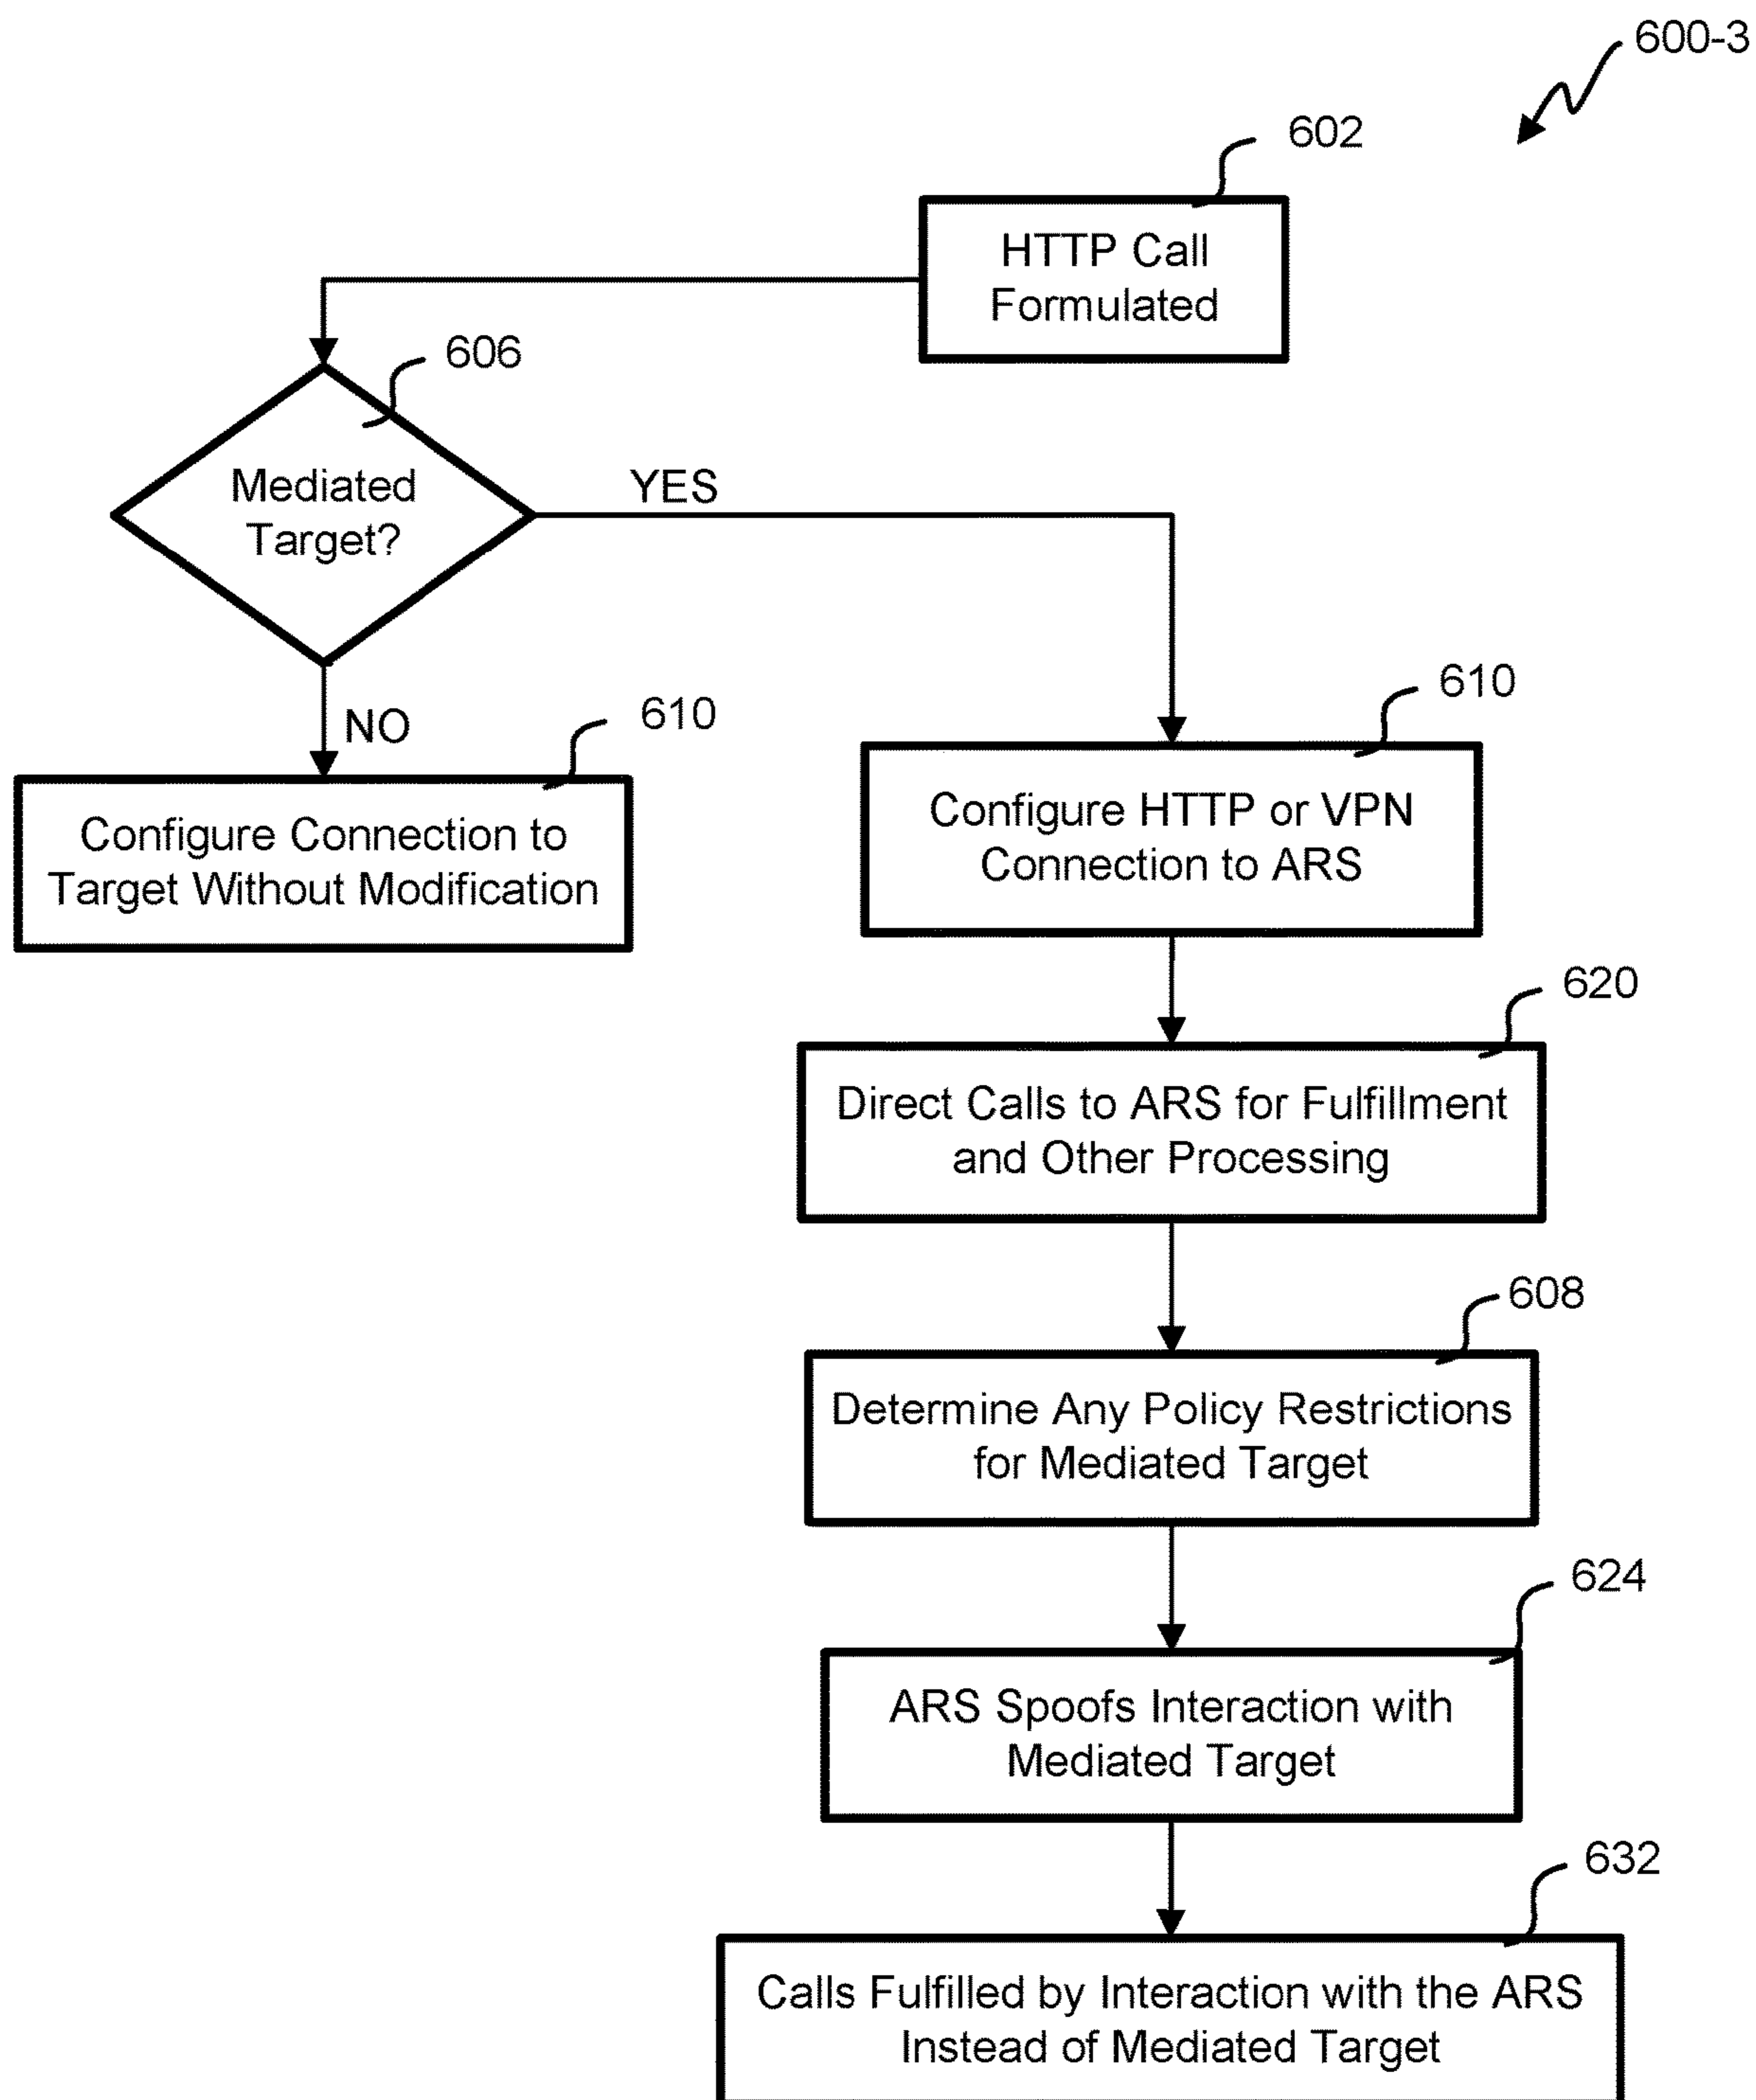 600-3
602
HTTP Call
Formulated
606
Mediated
Target?
YES
NO
610
Configure Connection to
Target Without Modification
610
Configure HTTP or VPN
Connection to ARS
620
Direct Calls to ARS for Fulfillment
and Other Processing
608
Determine Any Policy Restrictions
for Mediated Target
624
ARS Spoofs Interaction with
Mediated Target
632
Calls Fulfilled by Interaction with the ARS
Instead of Mediated Target